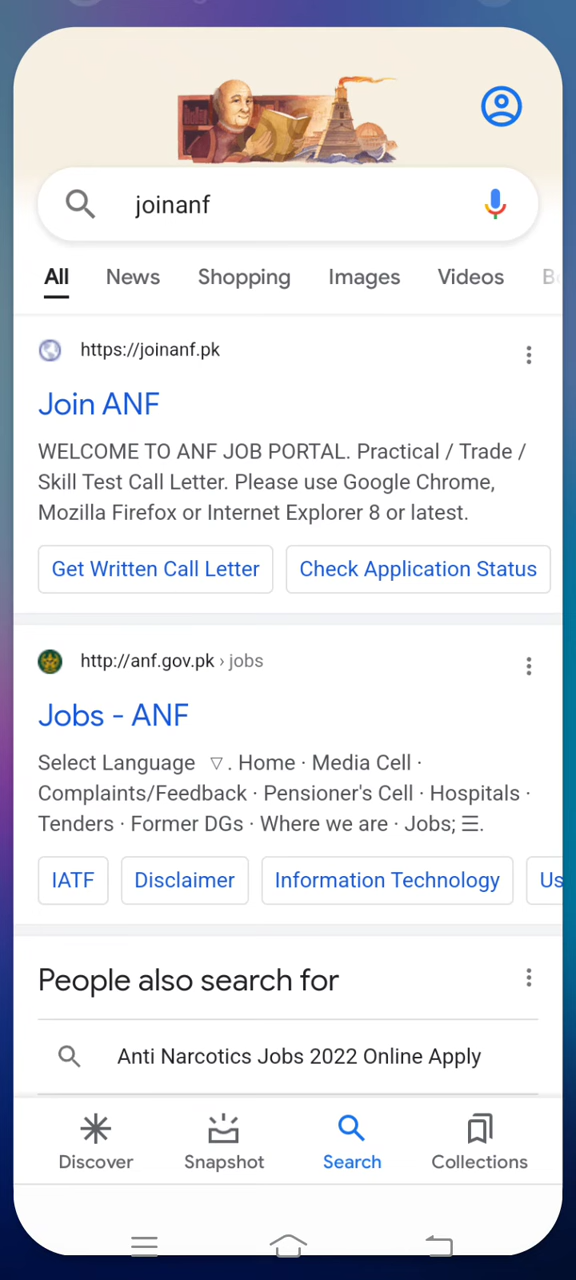 joinanf
All News Shopping Images Videos
https://joinanf.pk
Join ANF
WELCOME TO ANF JOB PORTAL. Practical / Trade /
Skill Test Call Letter. Please use Google Chrome,
Mozilla Firefox or Internet Explorer 8 or latest.
Get Written Call Letter Check Application Status
http://anf.gov.pk › jobs
Jobs - ANF
Select Language ▽ . Home · Media Cell ·
Complaints/Feedback · Pensioner's Cell · Hospitals ·
Tenders · Former DGs · Where we are · Jobs; ☰.
IATF Disclaimer Information Technology Us
People also search for
Anti Narcotics Jobs 2022 Online Apply
Discover Snapshot Search Collections